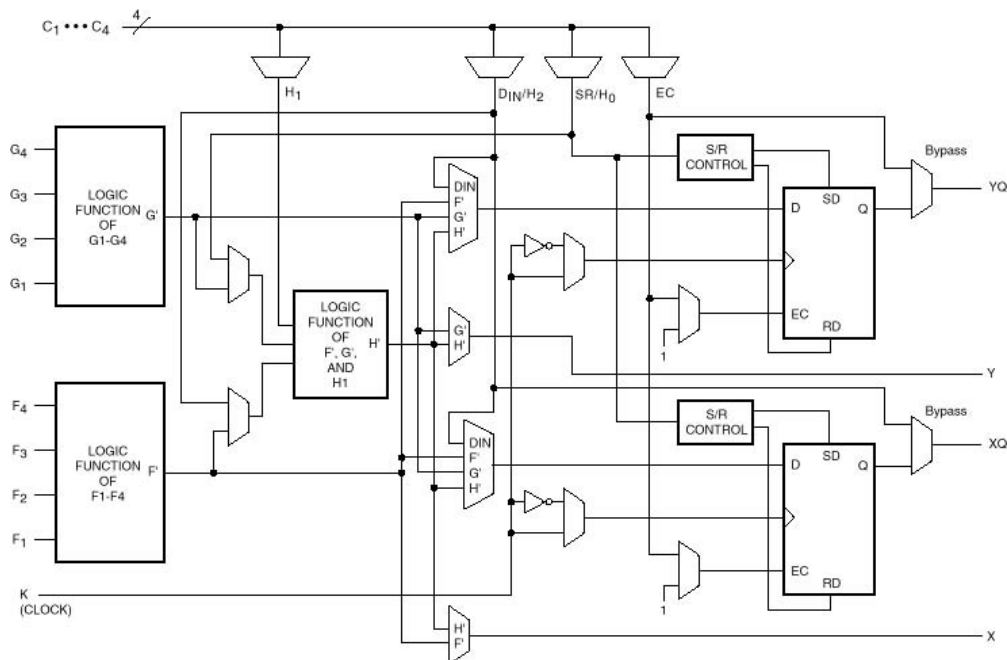 C1 ••• C4
4
H1
DIN/H2
SR/H0
EC
G4
G3
G2
G1
LOGIC
FUNCTION
OF
G1-G4
G'
DIN
F'
G'
H'
S/R
CONTROL
Bypass
D
SD
Q
YQ
EC
RD
1
LOGIC
FUNCTION
OF
F', G',
AND
H1
H'
G'
H'
Y
F4
F3
F2
F1
LOGIC
FUNCTION
OF
F1-F4
F'
DIN
F'
G'
H'
S/R
CONTROL
Bypass
D
SD
Q
XQ
EC
RD
1
K
(CLOCK)
H'
F'
X